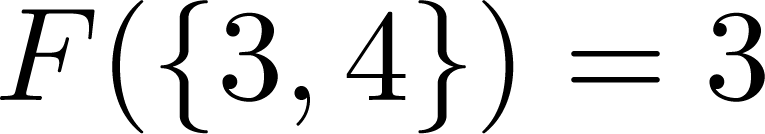 F({3, 4}) = 3